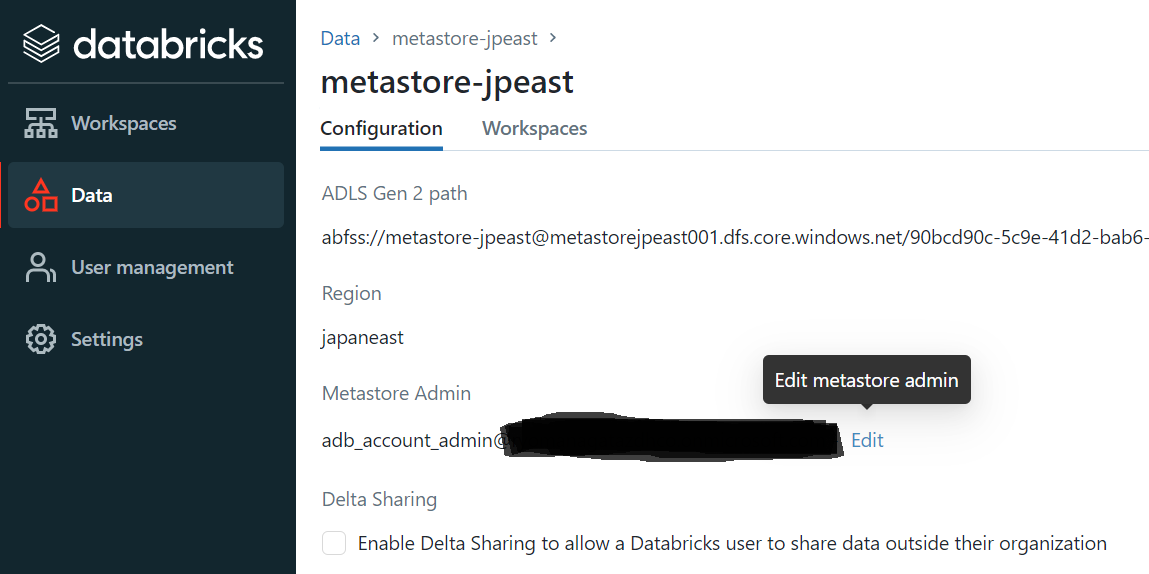 databricks
Workspaces
Data
User management
Settings
Data > metastore-jpeast >
metastore-jpeast
Configuration Workspaces
ADLS Gen 2 path
abfss://metastore-jpeast@metastorejpeast001.dfs.core.windows.net/90bcd90c-5c9e-41d2-bab6-
Region
japaneast
Edit metastore admin
Metastore Admin
adb_account_admin@ Edit
Delta Sharing
Enable Delta Sharing to allow a Databricks user to share data outside their organization